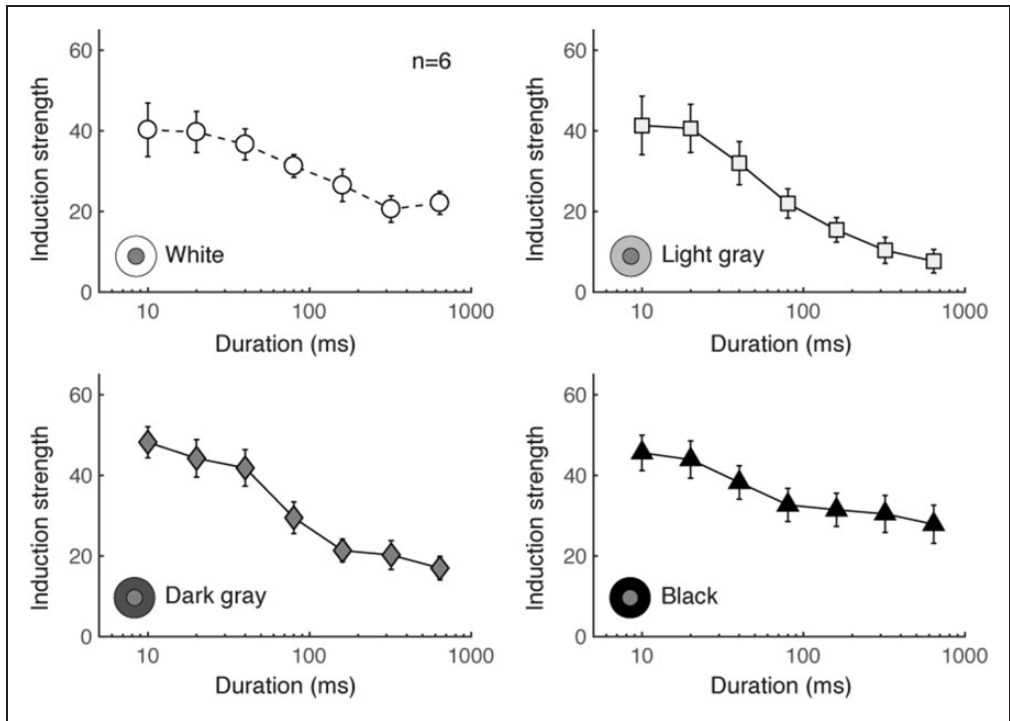 60
40
20
0
Induction strength
n=6
White
10 100 1000
Duration (ms)
60
40
20
0
Induction strength
Light gray
10 100 1000
Duration (ms)
60
40
20
0
Induction strength
Dark gray
10 100 1000
Duration (ms)
60
40
20
0
Induction strength
Black
10 100 1000
Duration (ms)